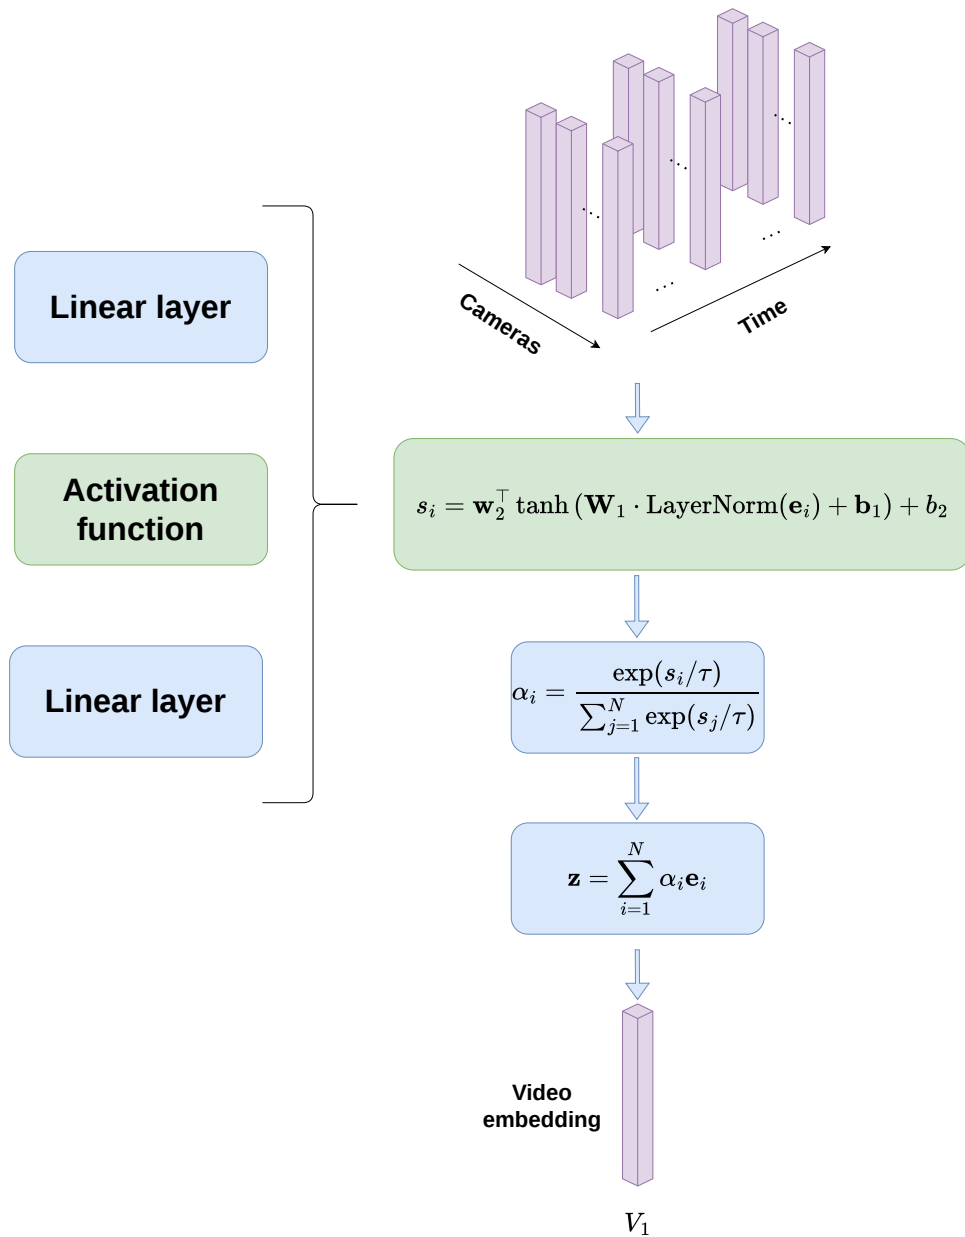 Cameras
Time
Linear layer
Activation
function
Linear layer
s_i = w_2^⊤ tanh (W_1 · LayerNorm(e_i) + b_1) + b_2
α_i = exp(s_i/τ) / ∑_{j=1}^{N} exp(s_j/τ)
z = ∑_{i=1}^{N} α_i e_i
Video
embedding
V_1